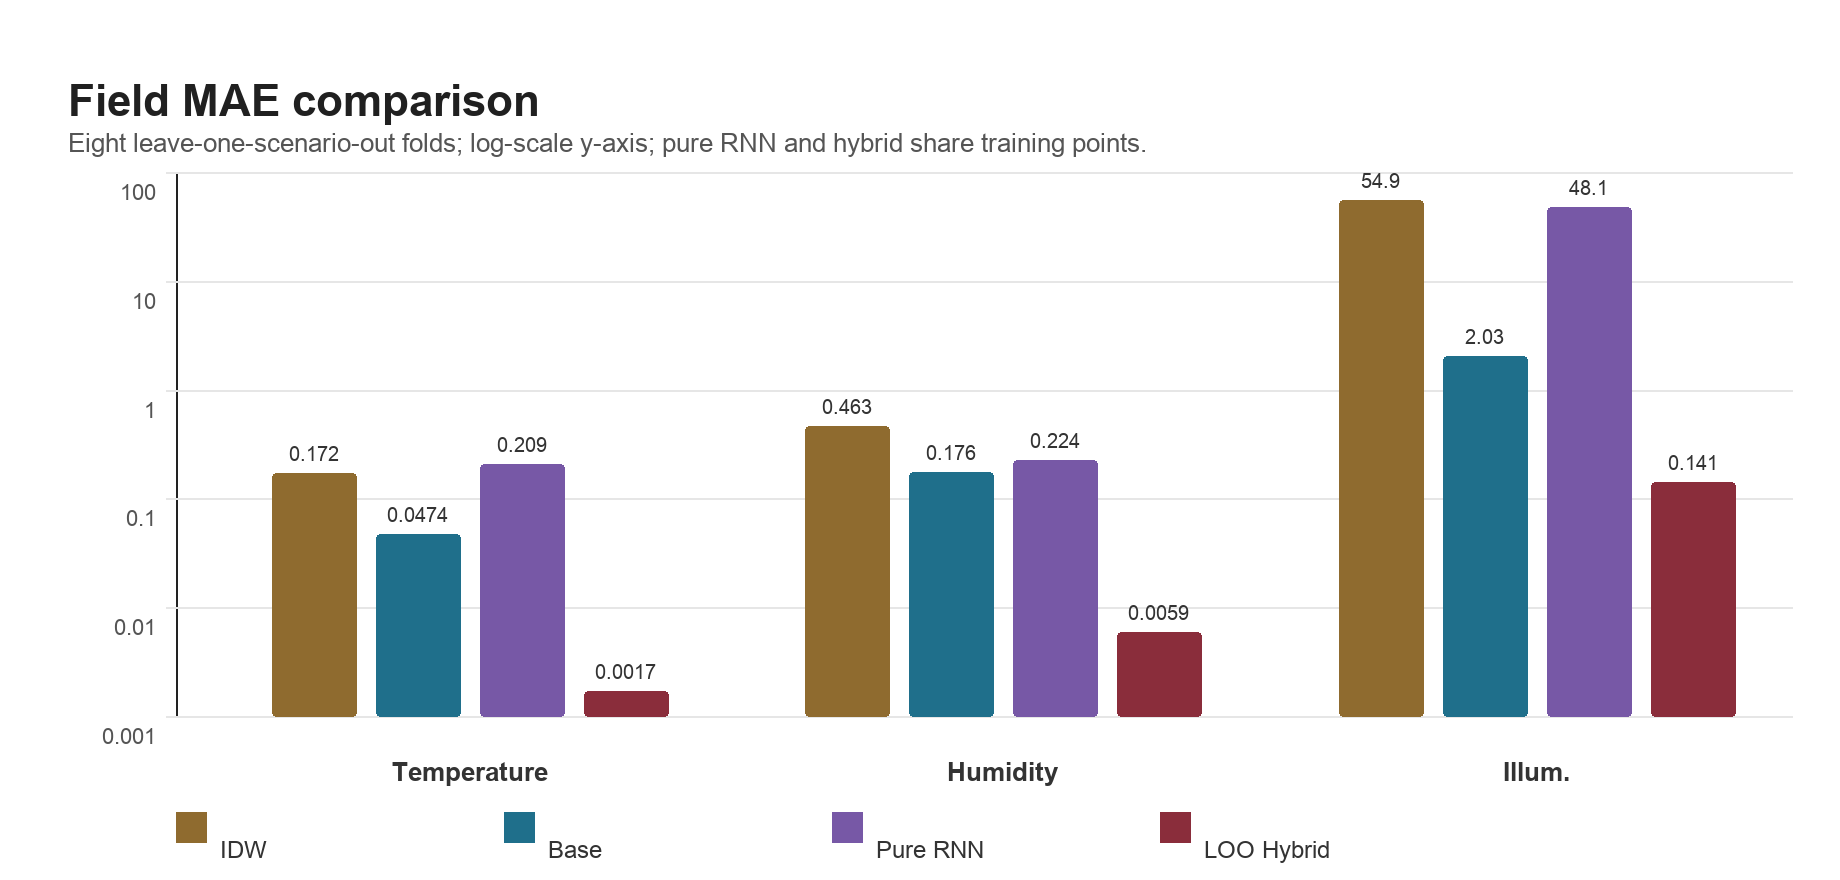 Field MAE comparison
Eight leave-one-scenario-out folds; log-scale y-axis; pure RNN and hybrid share training points.
100
10
1
0.1
0.01
0.001
0.172
0.0474
0.209
0.0017
0.463
0.176
0.224
0.0059
54.9
2.03
48.1
0.141
Temperature
Humidity
Illum.
IDW
Base
Pure RNN
LOO Hybrid